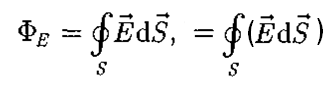 Φ_E = ∮_S E⃗ dS⃗, = ∮_S (E⃗ dS⃗ )